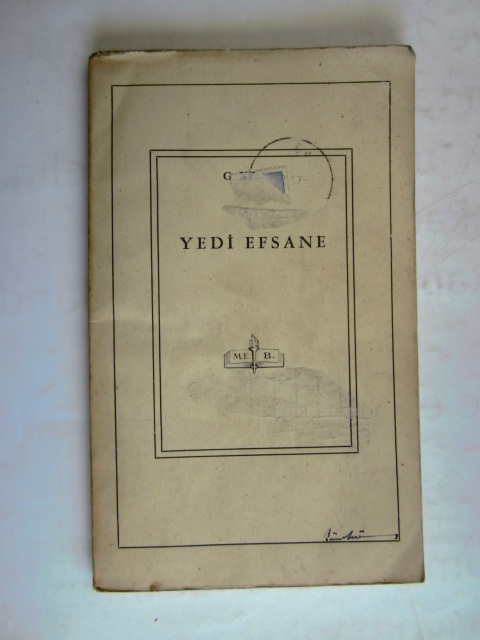 G
YEDİ EFSANE
M.E. B.